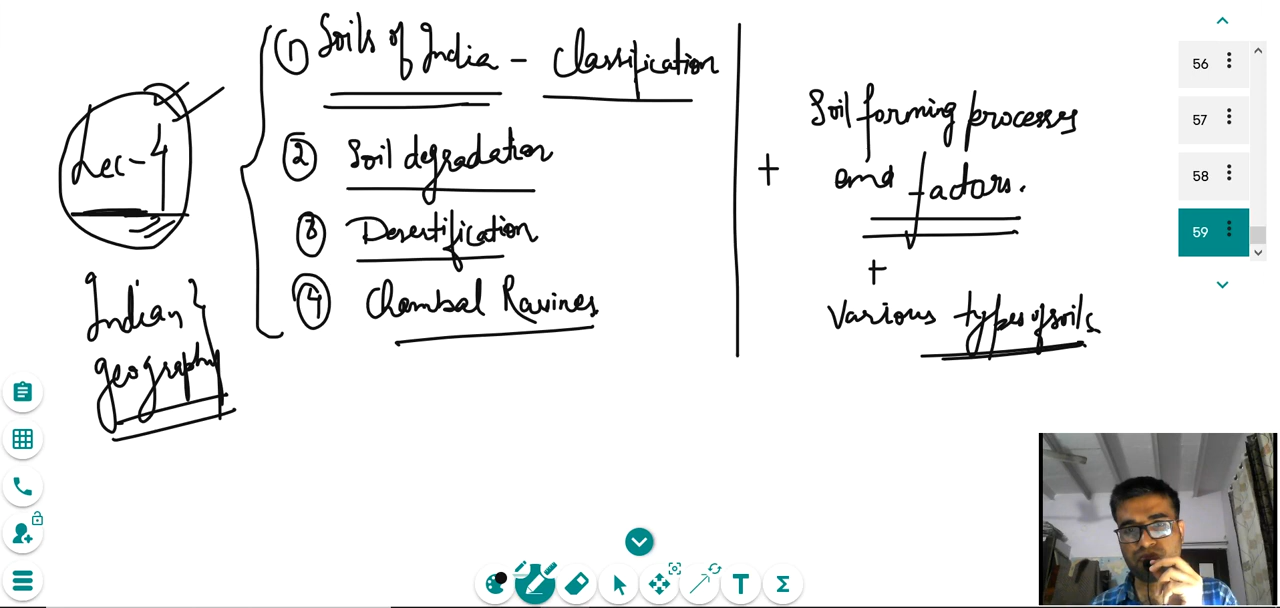 Lec-4
Indian
geography
① Soils of India - Classification
② Soil degradation
③ Desertification
④ Chambal Ravines
+
Soil forming processes
and factors.
+
Various types of soils
56
57
58
59
T
Σ